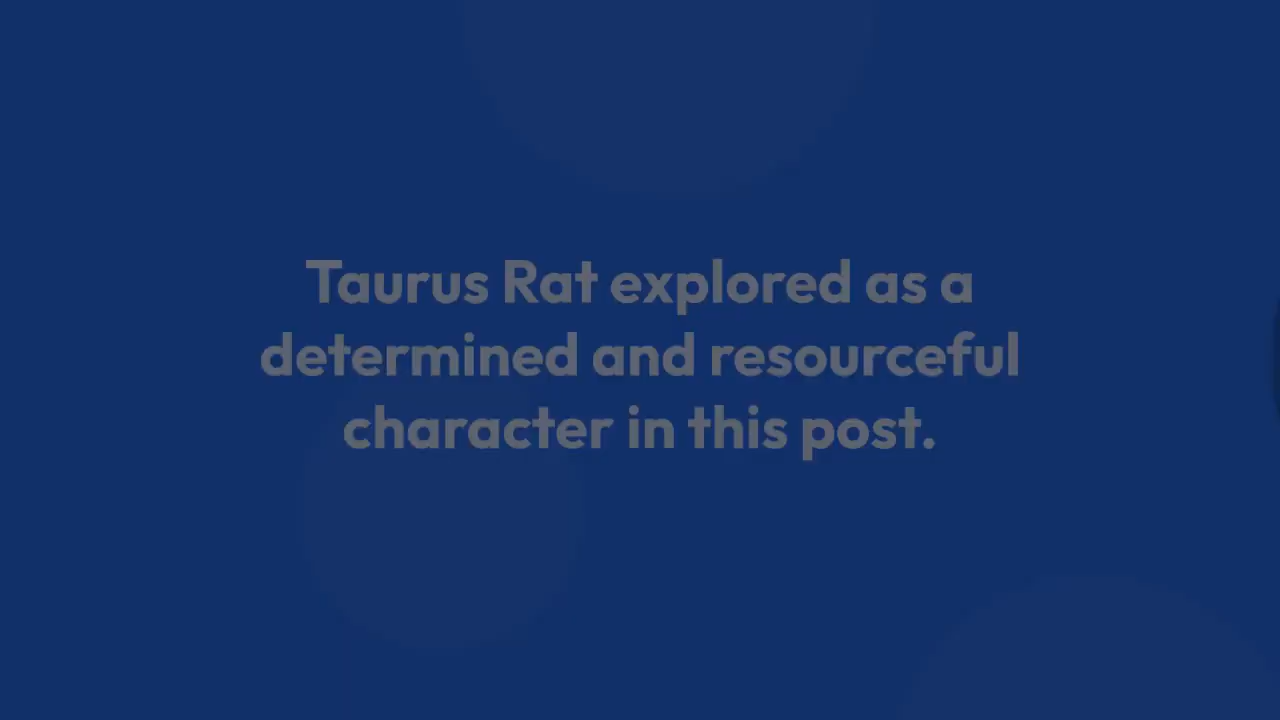 Taurus Rat explored as a
determined and resourceful
character in this post.